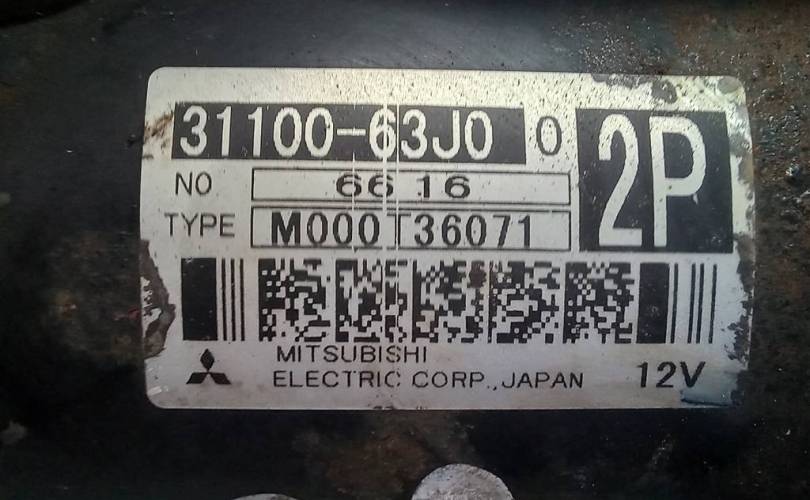 31100-63J0 0 2P
NO 6616
TYPE M000T36071
MITSUBISHI
ELECTRIC CORP., JAPAN 12V